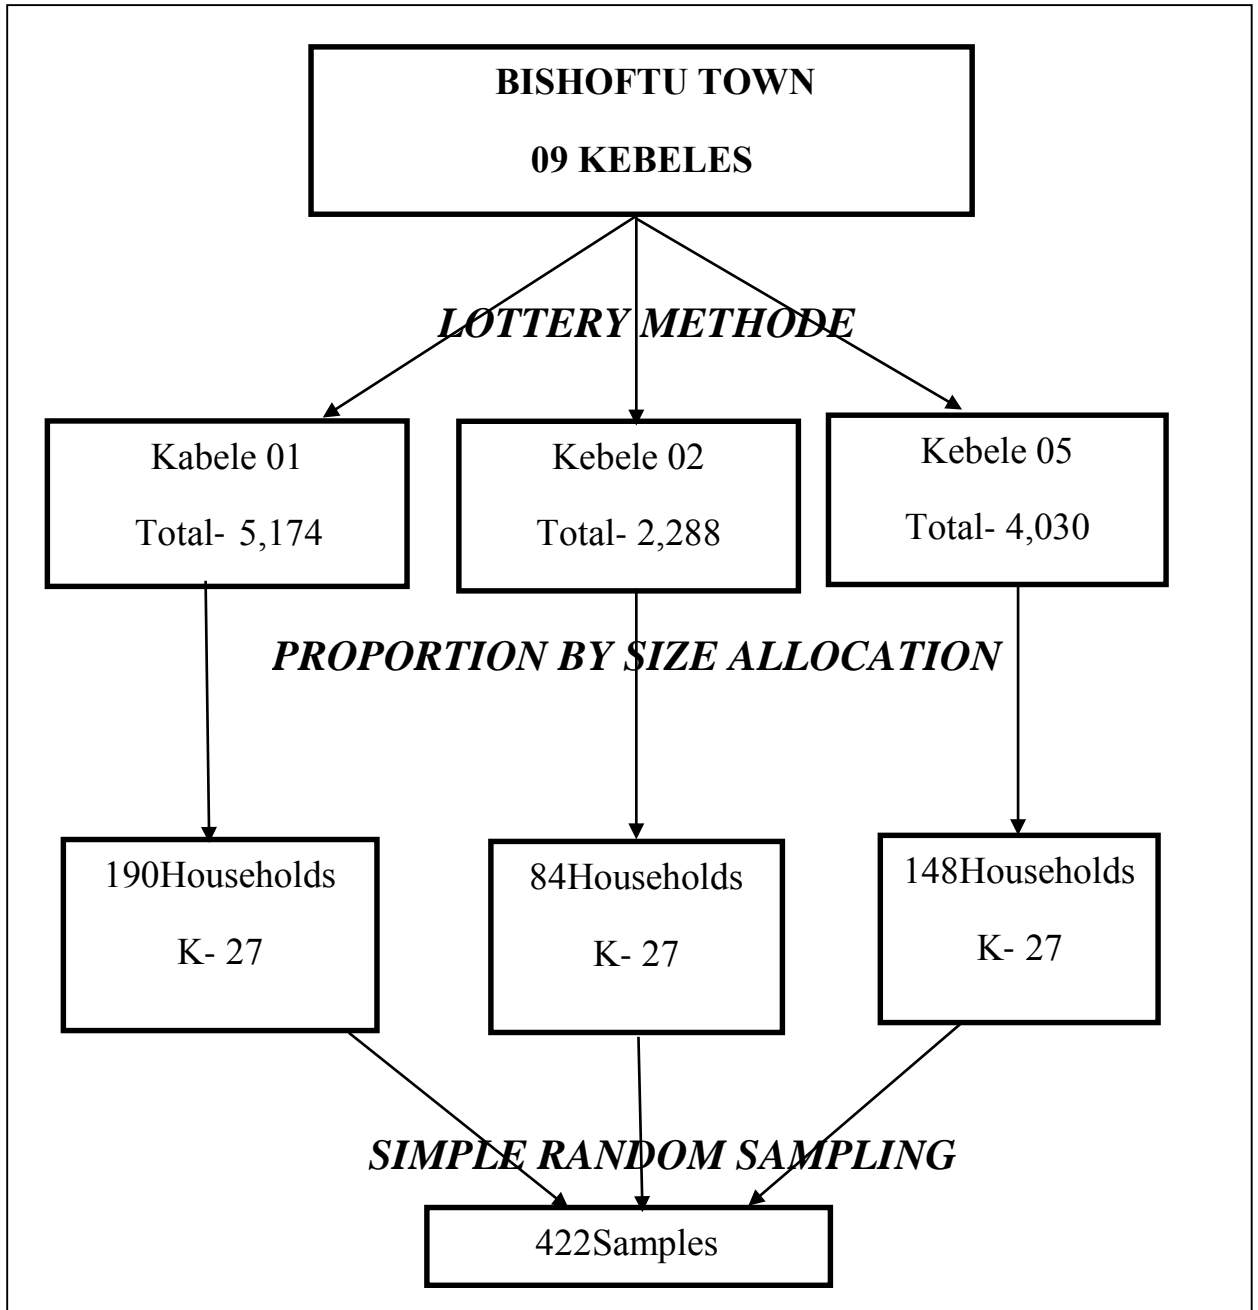 BISHOFTU TOWN
09 KEBELES
LOTTERY METHODE
Kabele 01
Total- 5,174
Kebele 02
Total- 2,288
Kebele 05
Total- 4,030
PROPORTION BY SIZE ALLOCATION
190Households
K- 27
84Households
K- 27
148Households
K- 27
SIMPLE RANDOM SAMPLING
422Samples